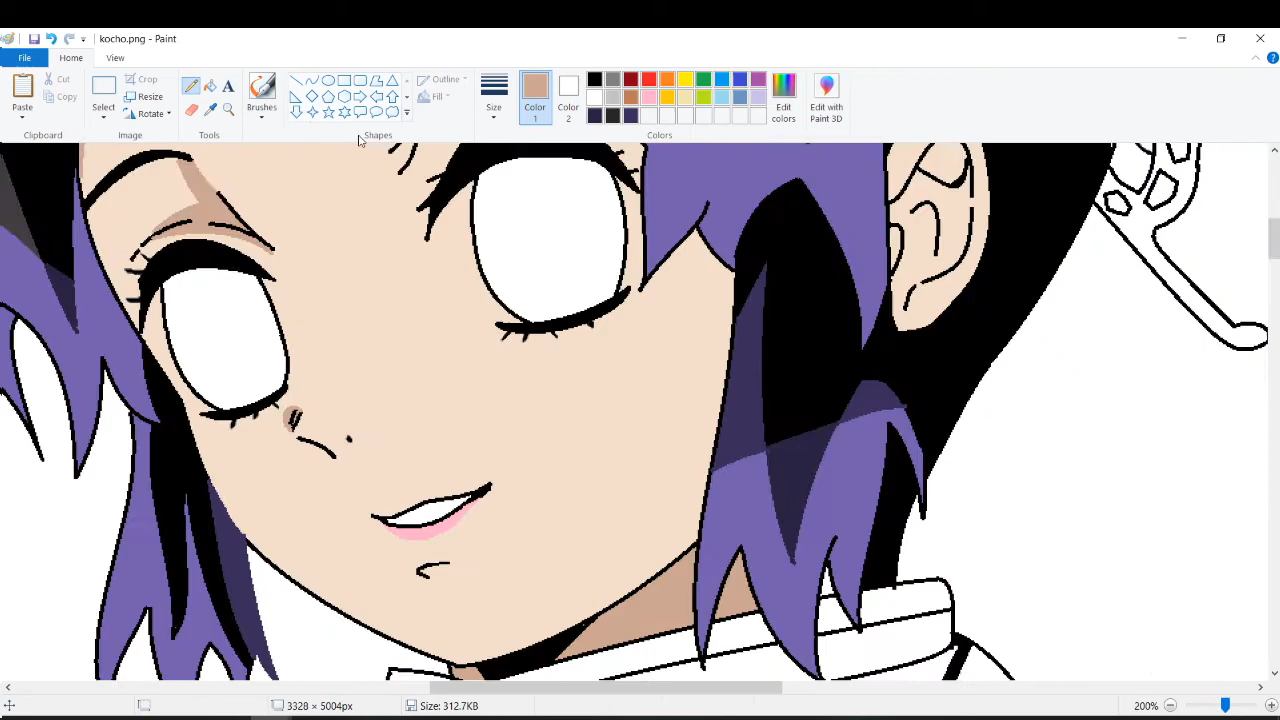 kocho.png - Paint
File Home View
Paste
Cut
Copy
Clipboard
Select
Crop
Resize
Rotate
Image
A
Tools
Brushes
Outline
Fill
Shapes
Size
Color 1
Color 2
Edit colors
Colors
Edit with Paint 3D
3328 × 5004px
Size: 312.7KB
200%